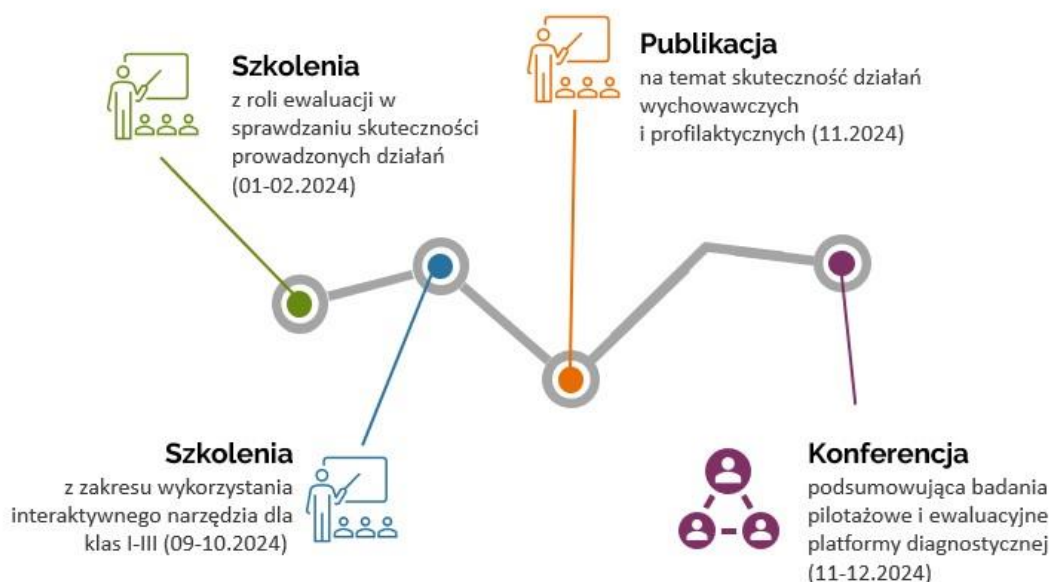 Szkolenia
z roli ewaluacji w
sprawdzaniu skuteczności
prowadzonych działań
(01-02.2024)
Publikacja
na temat skuteczność działań
wychowawczych
i profilaktycznych (11.2024)
Szkolenia
z zakresu wykorzystania
interaktywnego narzędzia dla
klas I-III (09-10.2024)
Konferencja
podsumowująca badania
pilotażowe i ewaluacyjne
platformy diagnostycznej
(11-12.2024)